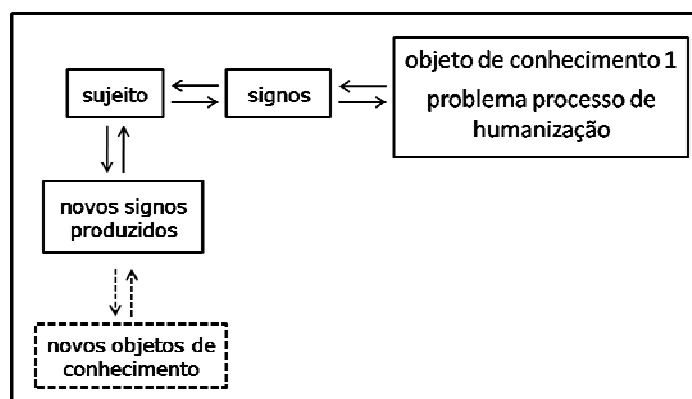 sujeito
signos
objeto de conhecimento 1
problema processo de
humanização
novos signos
produzidos
novos objetos de
conhecimento